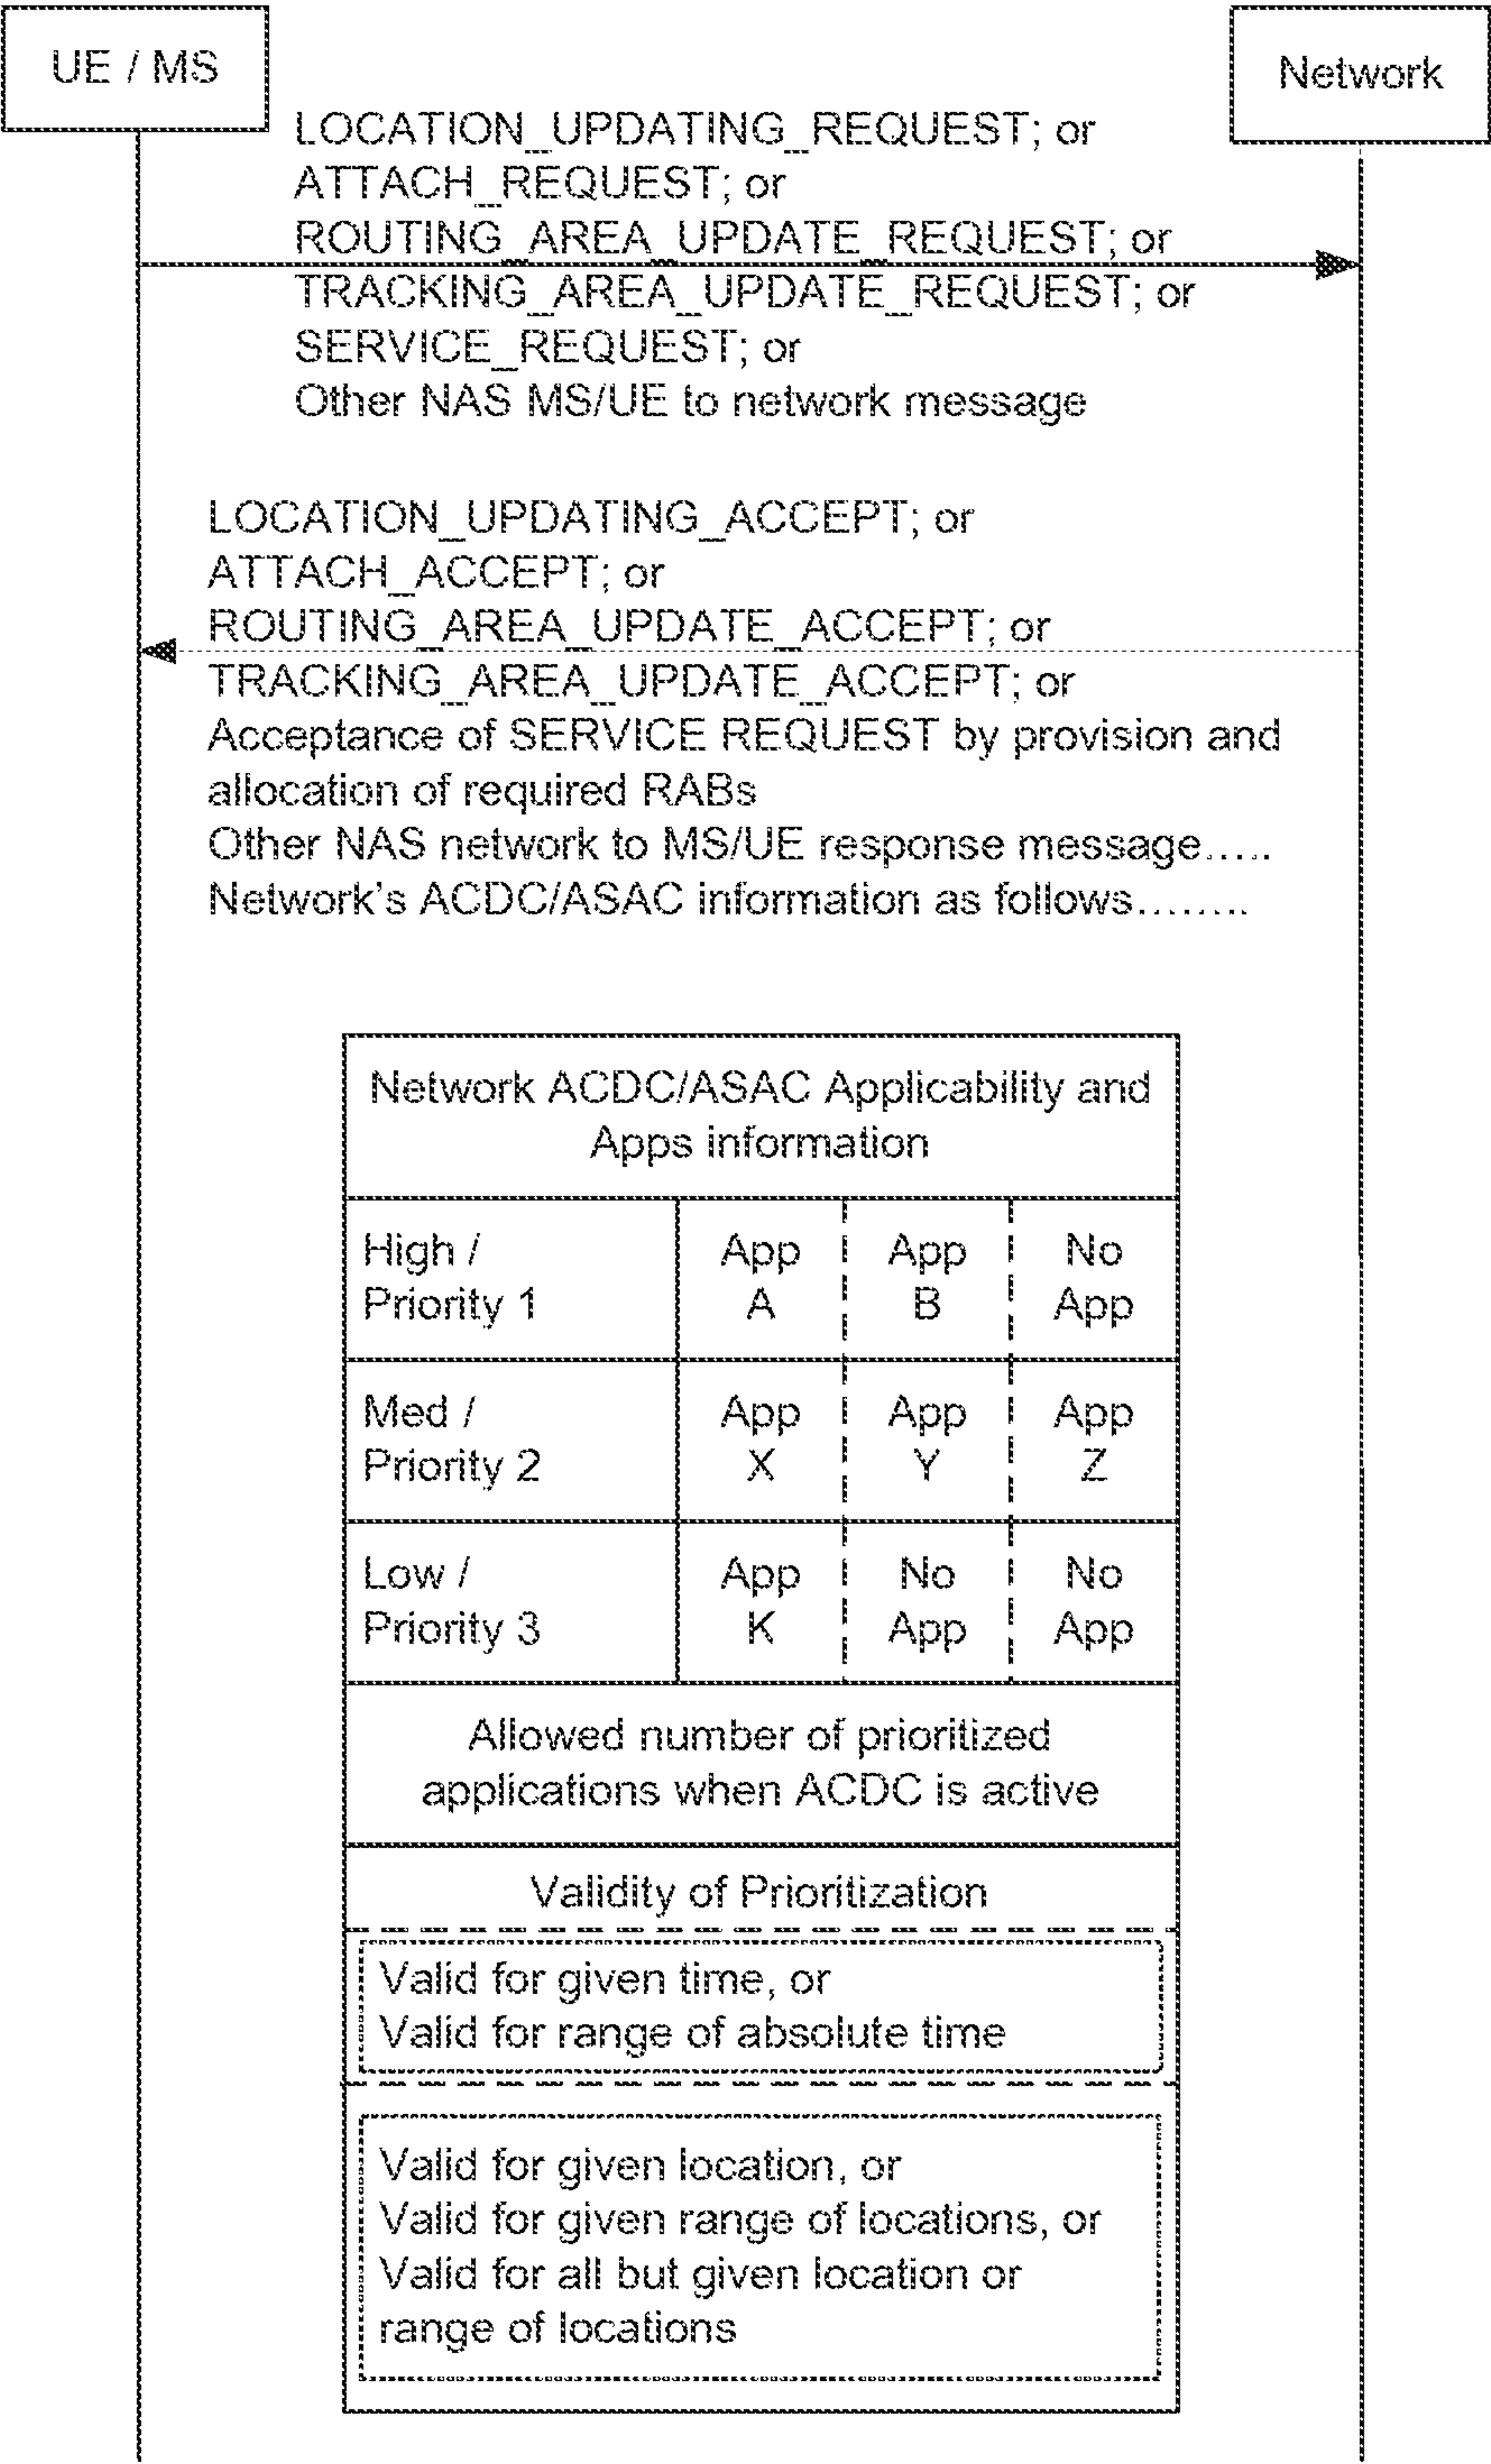 UE / MS
Network
LOCATION_UPDATING_REQUEST; or
ATTACH_REQUEST; or
ROUTING_AREA_UPDATE_REQUEST; or
TRACKING_AREA_UPDATE_REQUEST; or
SERVICE_REQUEST; or
Other NAS MS/UE to network message
LOCATION_UPDATING_ACCEPT; or
ATTACH_ACCEPT; or
ROUTING_AREA_UPDATE_ACCEPT; or
TRACKING_AREA_UPDATE_ACCEPT; or
Acceptance of SERVICE REQUEST by provision and
allocation of required RABs
Other NAS network to MS/UE response message.....
Network's ACDC/ASAC information as follows........
Network ACDC/ASAC Applicability and
Apps information
High / App App No
Priority 1 A B App
Med / App App App
Priority 2 X Y Z
Low / App No No
Priority 3 K App App
Allowed number of prioritized
applications when ACDC is active
Validity of Prioritization
Valid for given time, or
Valid for range of absolute time
Valid for given location, or
Valid for given range of locations, or
Valid for all but given location or
range of locations